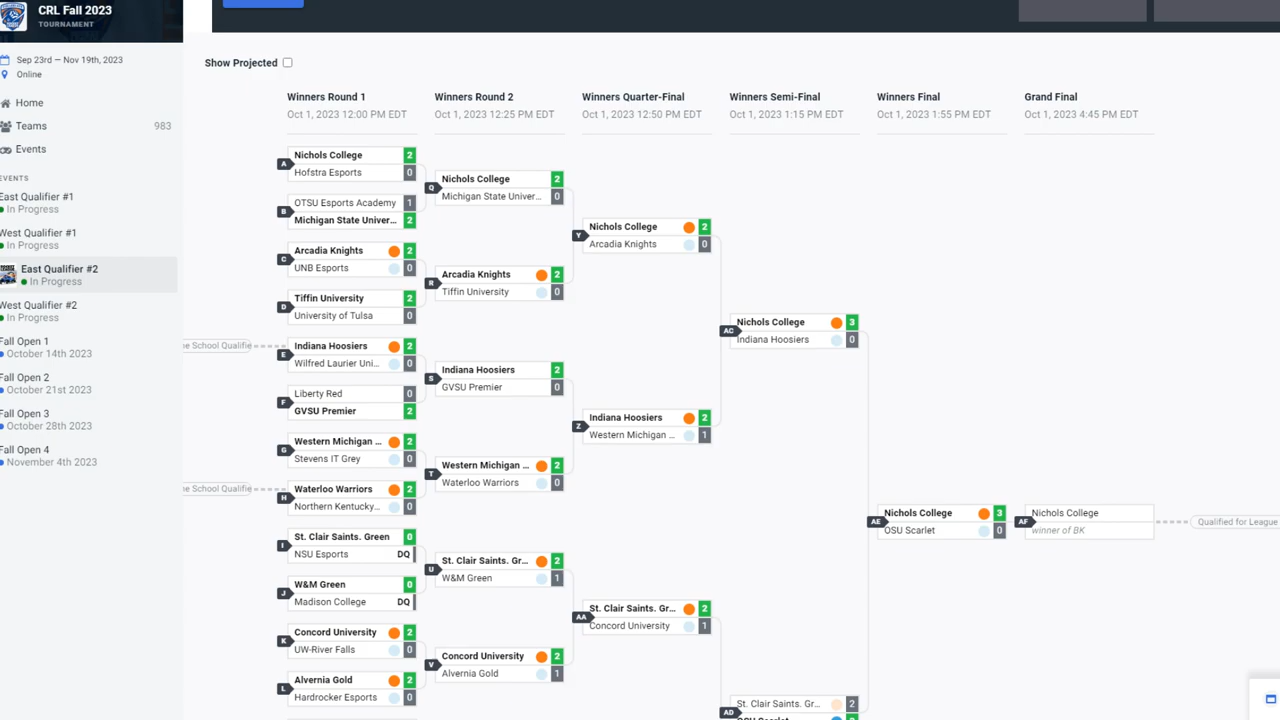 CRL Fall 2023
TOURNAMENT
Sep 23rd — Nov 19th, 2023
Online
Home
Teams 983
Events
EVENTS
East Qualifier #1
In Progress
West Qualifier #1
In Progress
East Qualifier #2
In Progress
West Qualifier #2
In Progress
Fall Open 1
October 14th 2023
Fall Open 2
October 21st 2023
Fall Open 3
October 28th 2023
Fall Open 4
November 4th 2023
Show Projected
Winners Round 1
Oct 1, 2023 12:00 PM EDT
A
Nichols College 2
Hofstra Esports 0
B
OTSU Esports Academy 1
Michigan State Univer... 2
C
Arcadia Knights 2
UNB Esports 0
D
Tiffin University 2
University of Tulsa 0
ne School Qualifie
E
Indiana Hoosiers 2
Wilfred Laurier Uni... 0
F
Liberty Red 0
GVSU Premier 2
G
Western Michigan ... 2
Stevens IT Grey 0
ne School Qualifie
H
Waterloo Warriors 2
Northern Kentucky... 0
I
St. Clair Saints. Green 0
NSU Esports DQ
J
W&M Green 0
Madison College DQ
K
Concord University 2
UW-River Falls 0
L
Alvernia Gold 2
Hardrocker Esports 0
Winners Round 2
Oct 1, 2023 12:25 PM EDT
Q
Nichols College 2
Michigan State Univer... 0
R
Arcadia Knights 2
Tiffin University 0
S
Indiana Hoosiers 2
GVSU Premier 0
T
Western Michigan ... 2
Waterloo Warriors 0
U
St. Clair Saints. Gr... 2
W&M Green 1
V
Concord University 2
Alvernia Gold 1
Winners Quarter-Final
Oct 1, 2023 12:50 PM EDT
Y
Nichols College 2
Arcadia Knights 0
Z
Indiana Hoosiers 2
Western Michigan ... 1
AA
St. Clair Saints. Gr... 2
Concord University 1
Winners Semi-Final
Oct 1, 2023 1:15 PM EDT
AC
Nichols College 3
Indiana Hoosiers 0
AD
St. Clair Saints. Gr... 2
OSU Scarlet 3
Winners Final
Oct 1, 2023 1:55 PM EDT
AE
Nichols College 3
OSU Scarlet 0
Grand Final
Oct 1, 2023 4:45 PM EDT
AF
Nichols College
winner of BK
Qualified for League